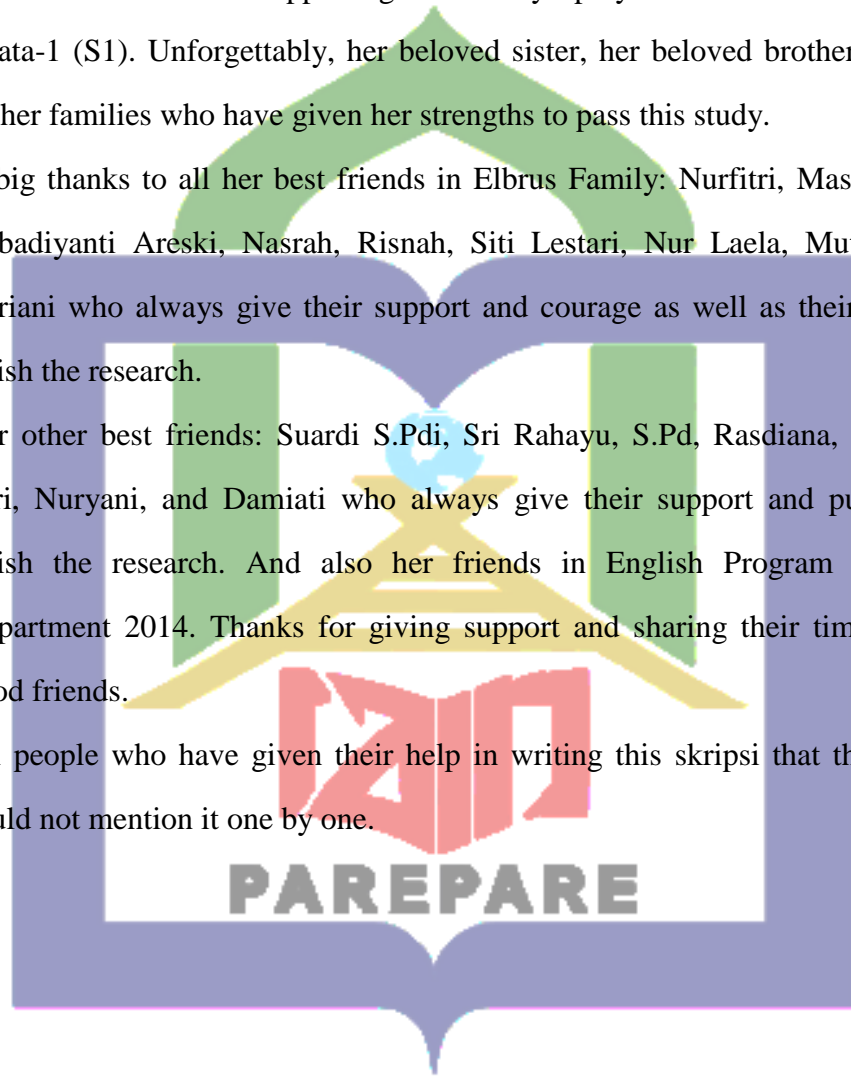 ata-1 (S1). Unforgettably, her beloved sister, her beloved brother
her families who have given her strengths to pass this study.
big thanks to all her best friends in Elbrus Family: Nurfitri, Mas
badiyanti Areski, Nasrah, Risnah, Siti Lestari, Nur Laela, Mu
riani who always give their support and courage as well as their
ish the research.
r other best friends: Suardi S.Pdi, Sri Rahayu, S.Pd, Rasdiana,
ri, Nuryani, and Damiati who always give their support and pu
ish the research. And also her friends in English Program
partment 2014. Thanks for giving support and sharing their tim
od friends.
people who have given their help in writing this skripsi that th
uld not mention it one by one.
PAREPARE